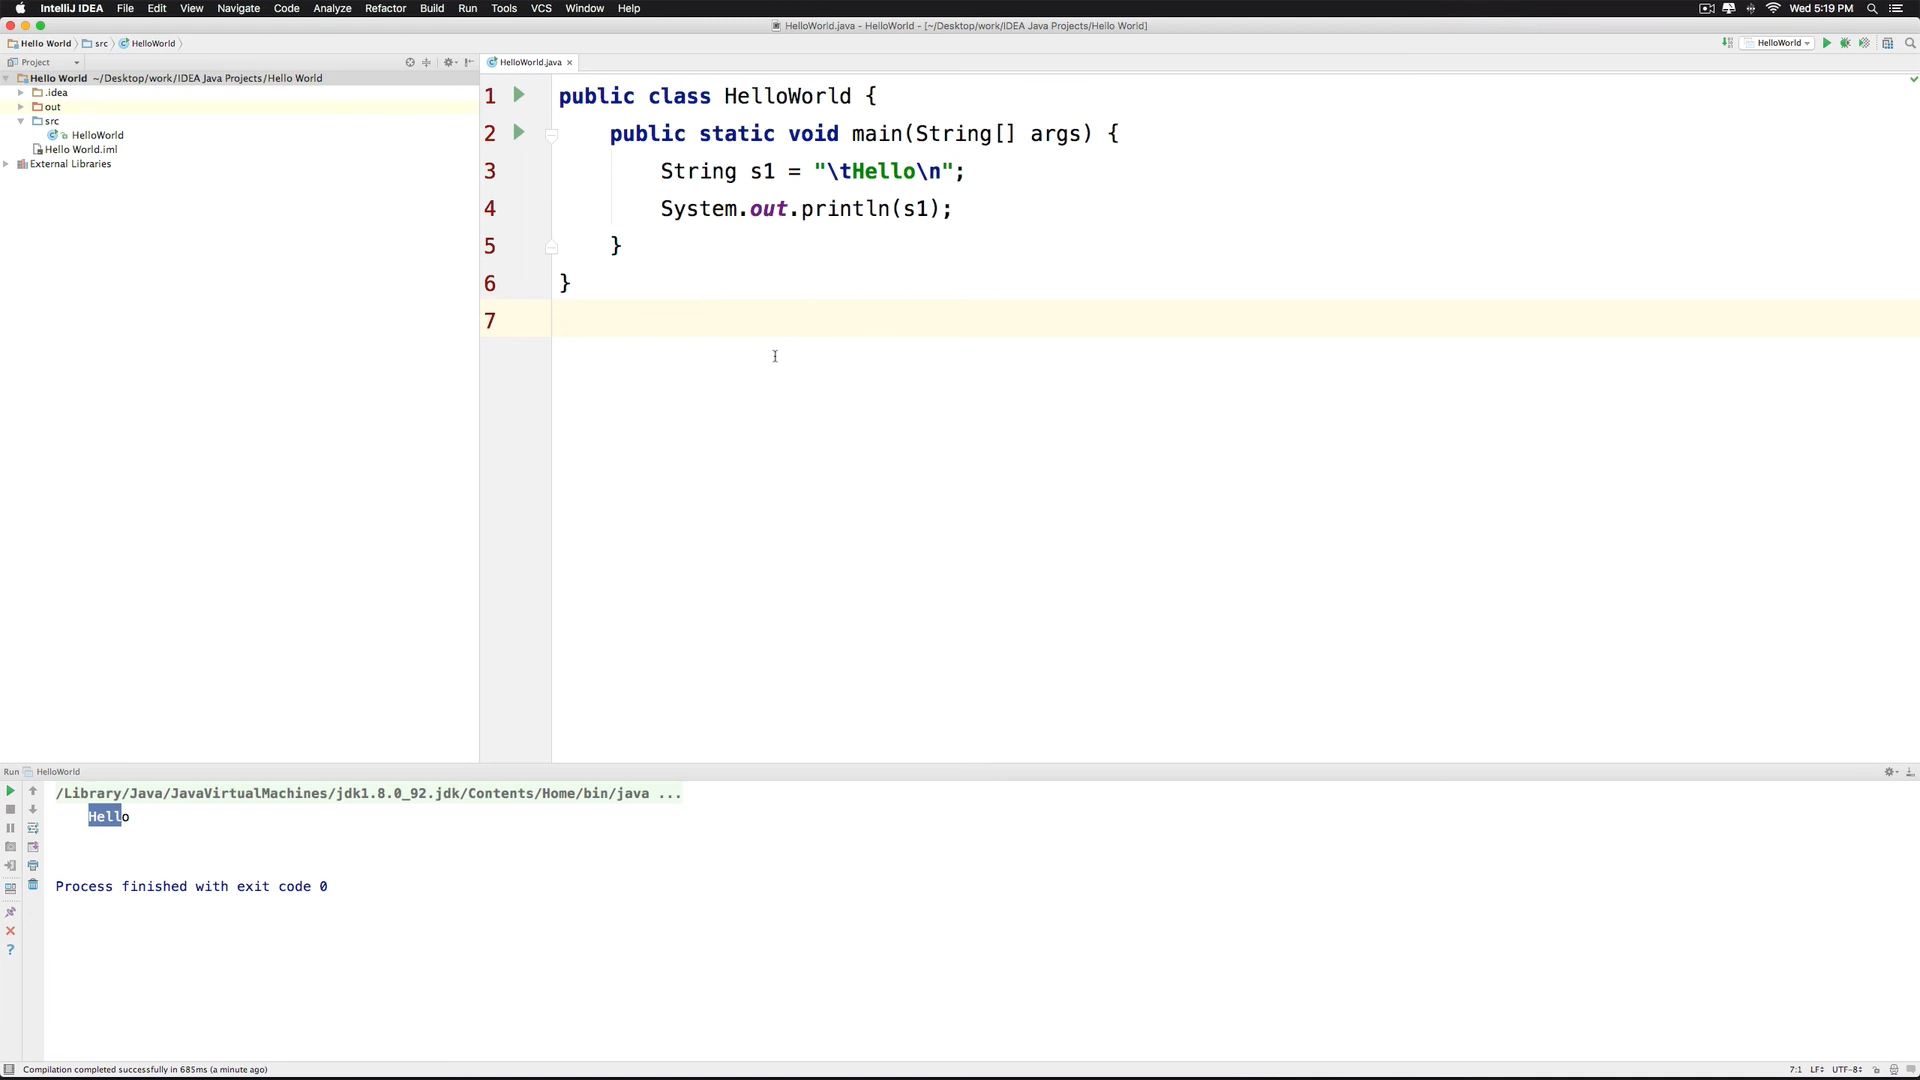 IntelliJ IDEA File Edit View Navigate Code Analyze Refactor Build Run Tools VCS Window Help Wed 5:19 PM
HelloWorld.java - HelloWorld - [~/Desktop/work/IDEA Java Projects/Hello World]
Hello World src HelloWorld HelloWorld
Project HelloWorld.java
Hello World ~/Desktop/work/IDEA Java Projects/Hello World
.idea
out
src
HelloWorld
Hello World.iml
External Libraries
1 public class HelloWorld {
2 public static void main(String[] args) {
3 String s1 = "\tHello\n";
4 System.out.println(s1);
5 }
6 }
7
Run HelloWorld
/Library/Java/JavaVirtualMachines/jdk1.8.0_92.jdk/Contents/Home/bin/java ...
Hello
Process finished with exit code 0
Compilation completed successfully in 685ms (a minute ago) 7:1 LF UTF-8